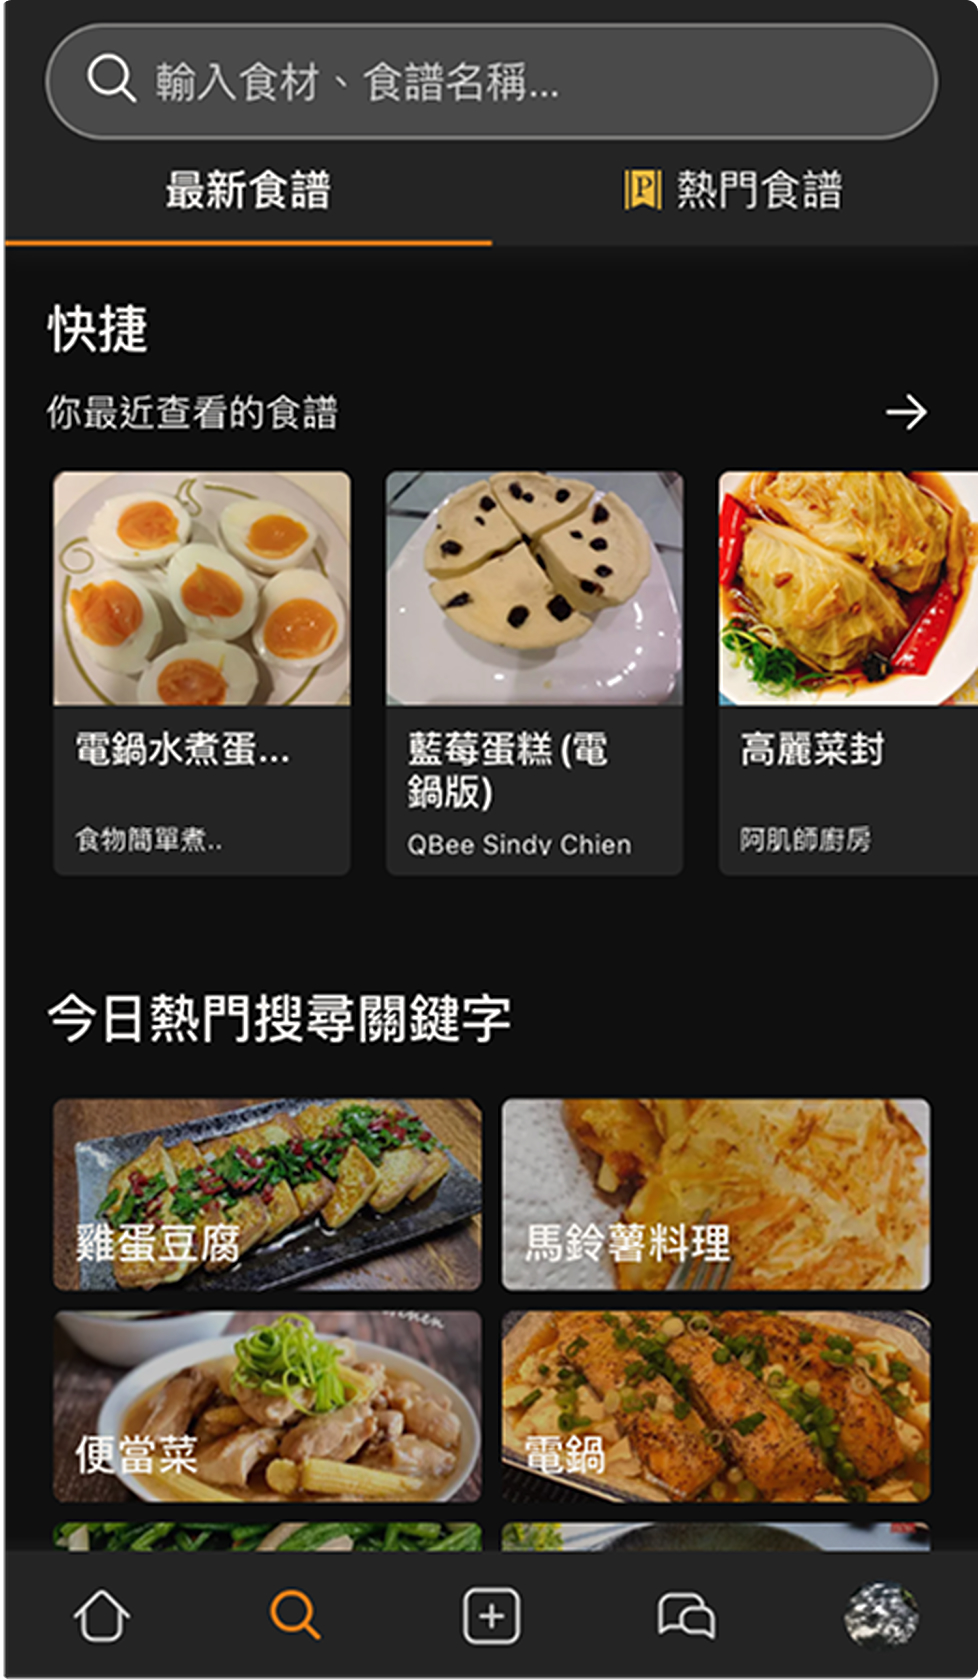 輸入食材、食譜名稱...
最新食譜
P 熱門食譜
快捷
你最近查看的食譜
電鍋水煮蛋...
食物簡單煮..
藍莓蛋糕 (電
鍋版)
QBee Sindy Chien
高麗菜封
阿肌師廚房
今日熱門搜尋關鍵字
雞蛋豆腐
馬鈴薯料理
便當菜
電鍋